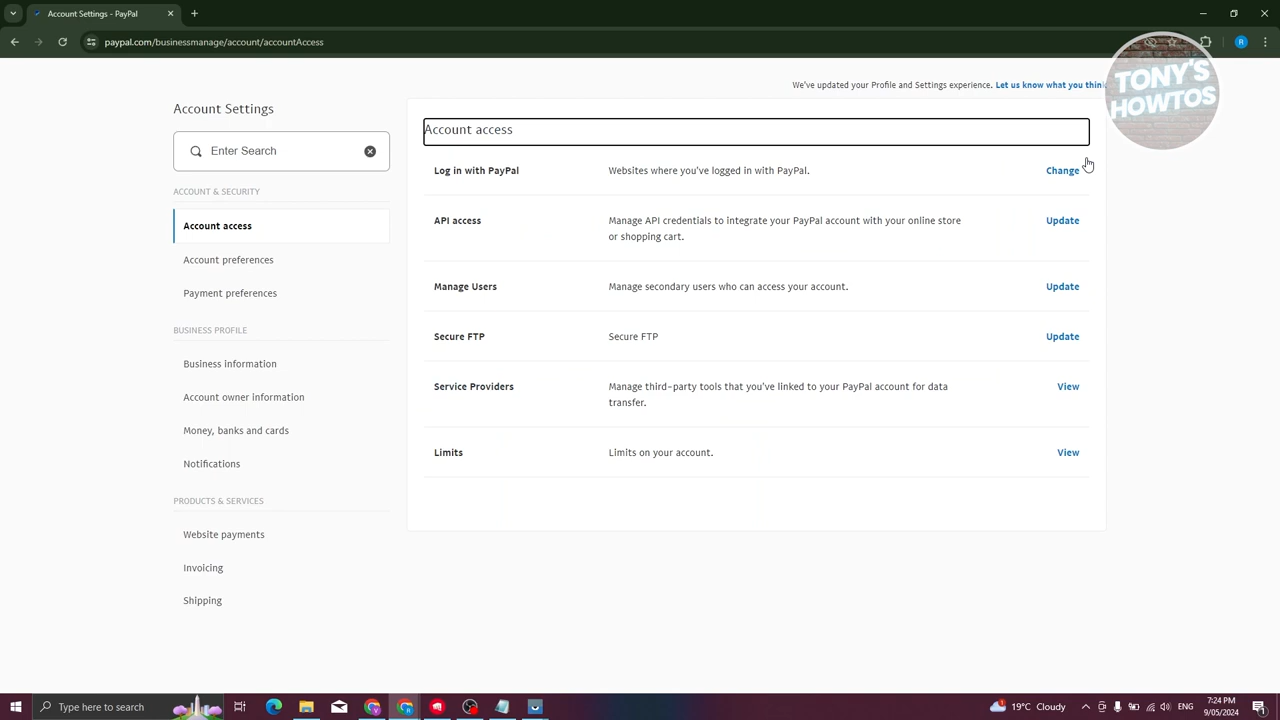 Account Settings - PayPal
paypal.com/businessmanage/account/accountAccess
R
We've updated your Profile and Settings experience. Let us know what you think
TONY'S
HOWTOS
Account Settings
Enter Search
ACCOUNT & SECURITY
Account access
Account preferences
Payment preferences
BUSINESS PROFILE
Business information
Account owner information
Money, banks and cards
Notifications
PRODUCTS & SERVICES
Website payments
Invoicing
Shipping
Account access
Log in with PayPal
Websites where you've logged in with PayPal.
Change
API access
Manage API credentials to integrate your PayPal account with your online store
or shopping cart.
Update
Manage Users
Manage secondary users who can access your account.
Update
Secure FTP
Secure FTP
Update
Service Providers
Manage third-party tools that you've linked to your PayPal account for data
transfer.
View
Limits
Limits on your account.
View
Type here to search
19°C Cloudy
7:24 PM
9/05/2024